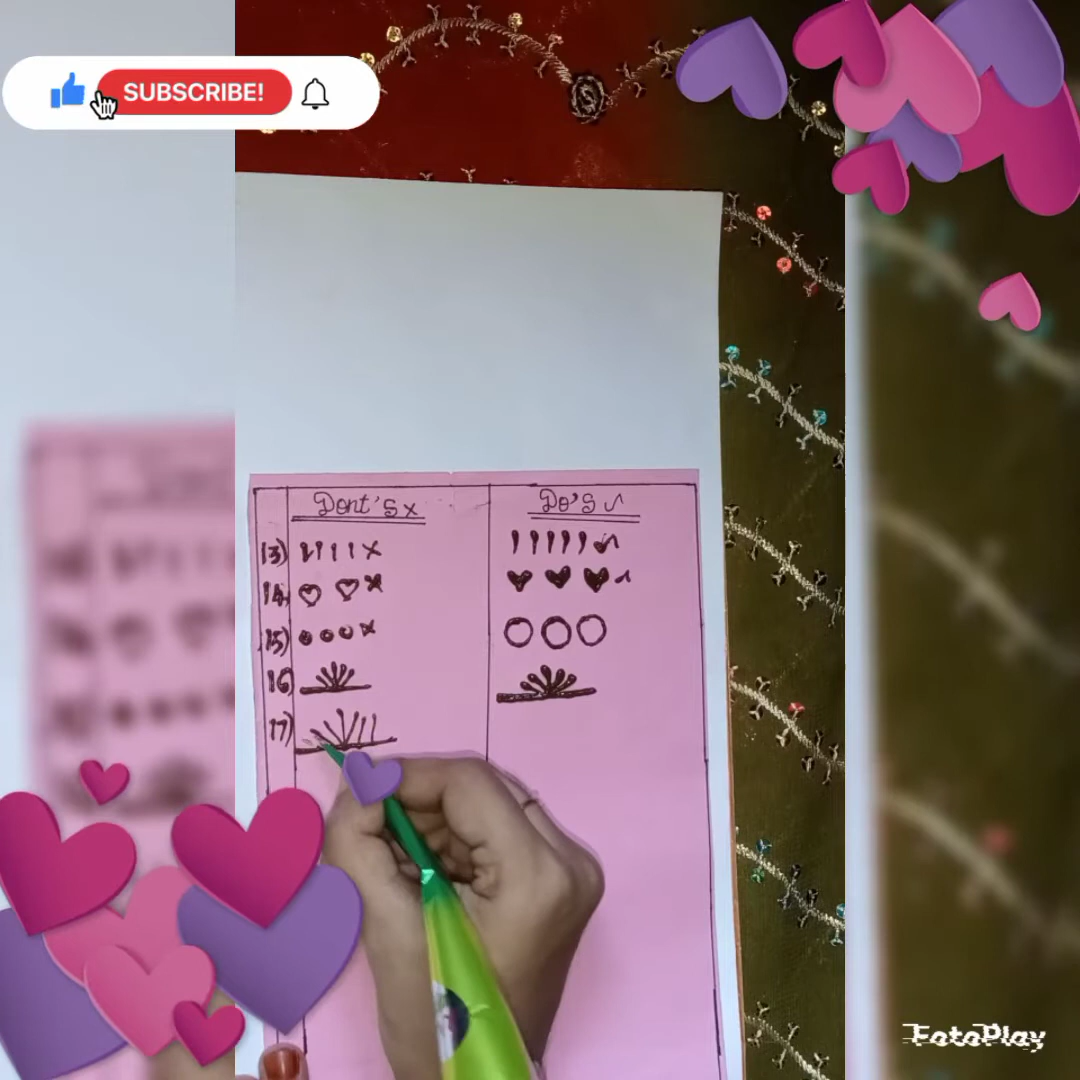 SUBSCRIBE!
Dont's x Do's ✓
13)
14)
15)
16
17)
FotoPlay